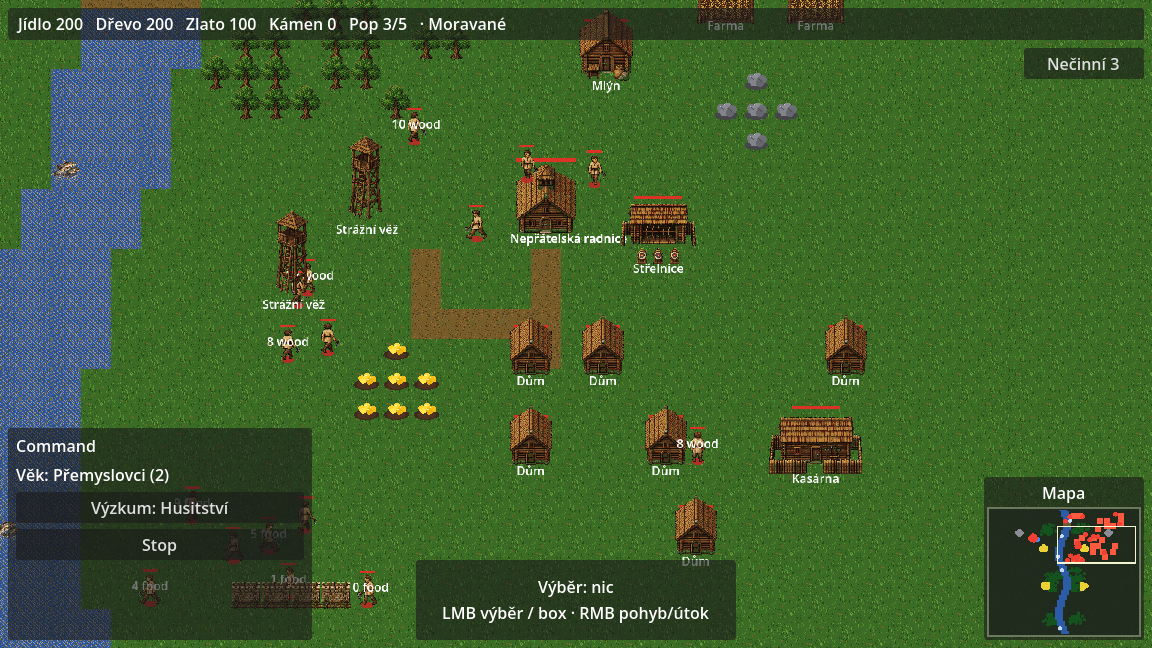 Jídlo 200 Dřevo 200 Zlato 100 Kámen 0 Pop 3/5 · Moravané
Farma
Farma
Nečinní 3
Mlýn
10 wood
Strážní věž
Nepřátelská radnice
Střelnice
food
Strážní věž
8 wood
Dům
Dům
Dům
Dům
Dům
8 wood
Kasárna
Dům
Command
Věk: Přemyslovci (2)
Výzkum: Husitství
Stop
5 food
4 food
1 food
0 food
Výběr: nic
LMB výběr / box · RMB pohyb/útok
Mapa